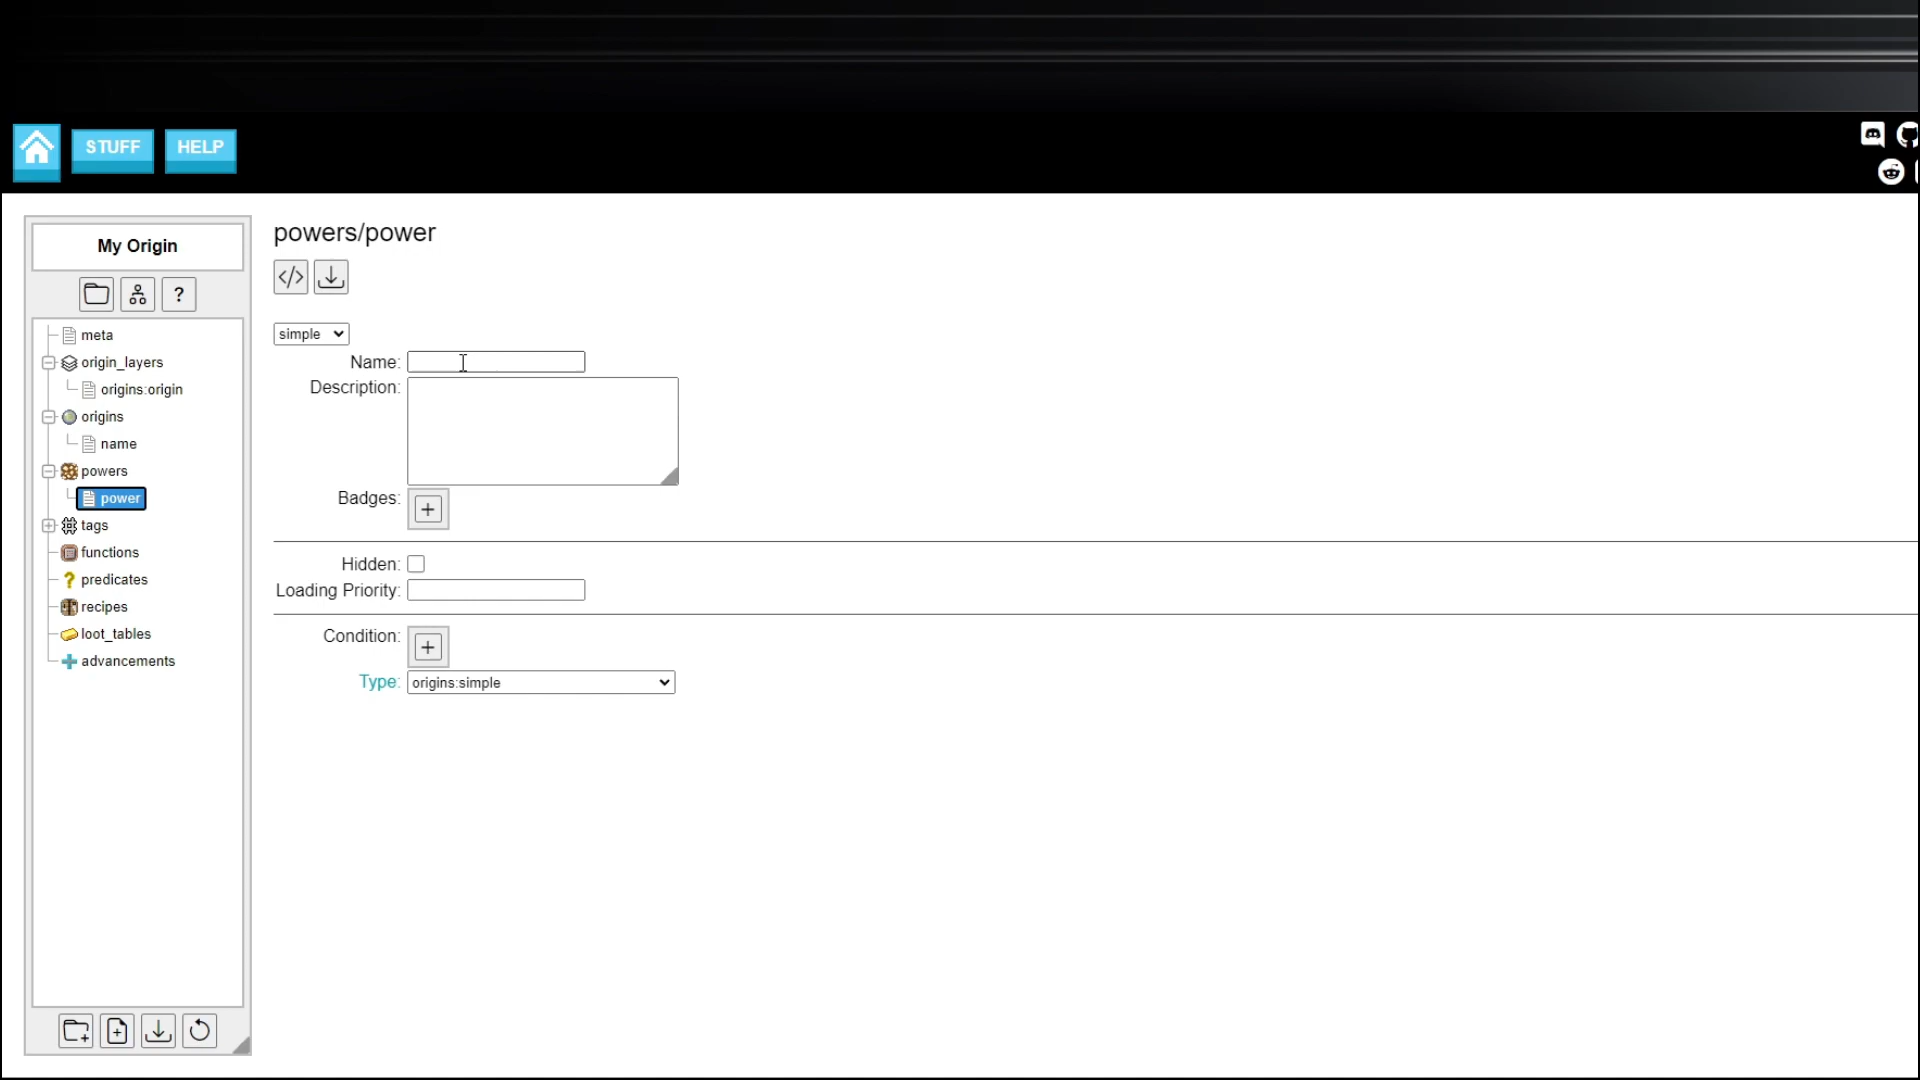 STUFF
HELP
My Origin
?
meta
origin_layers
origins:origin
origins
name
powers
power
tags
functions
predicates
recipes
loot_tables
advancements
powers/power
</>
simple
Name:
Description:
Badges:
+
Hidden:
Loading Priority:
Condition:
+
Type: origins:simple